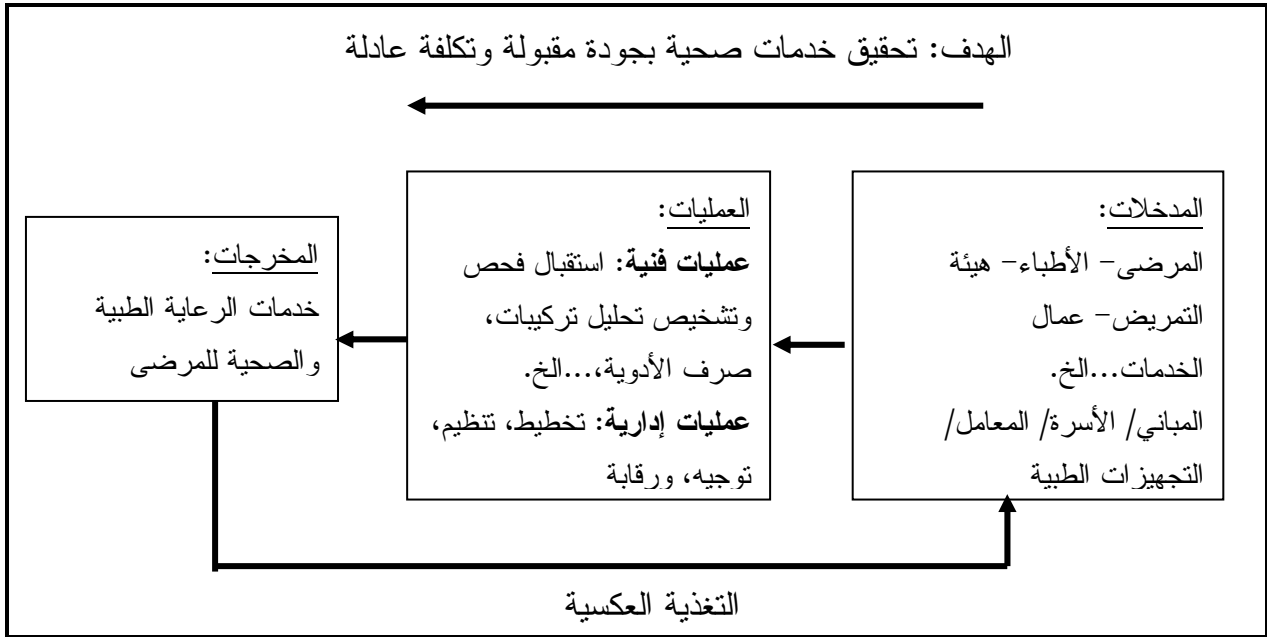 الهدف: تحقيق خدمات صحية بجودة مقبولة وتكلفة عادلة
المدخلات:
المرضى- الأطباء- هيئة
التمريض- عمال
الخدمات...الخ.
المباني/ الأسرة/ المعامل/
التجهيزات الطبية
العمليات:
عمليات فنية: استقبال فحص
وتشخيص تحليل تركيبات،
صرف الأدوية،...الخ.
عمليات إدارية: تخطيط، تنظيم،
توجيه، ورقابة
المخرجات:
خدمات الرعاية الطبية
والصحية للمرضى
التغذية العكسية